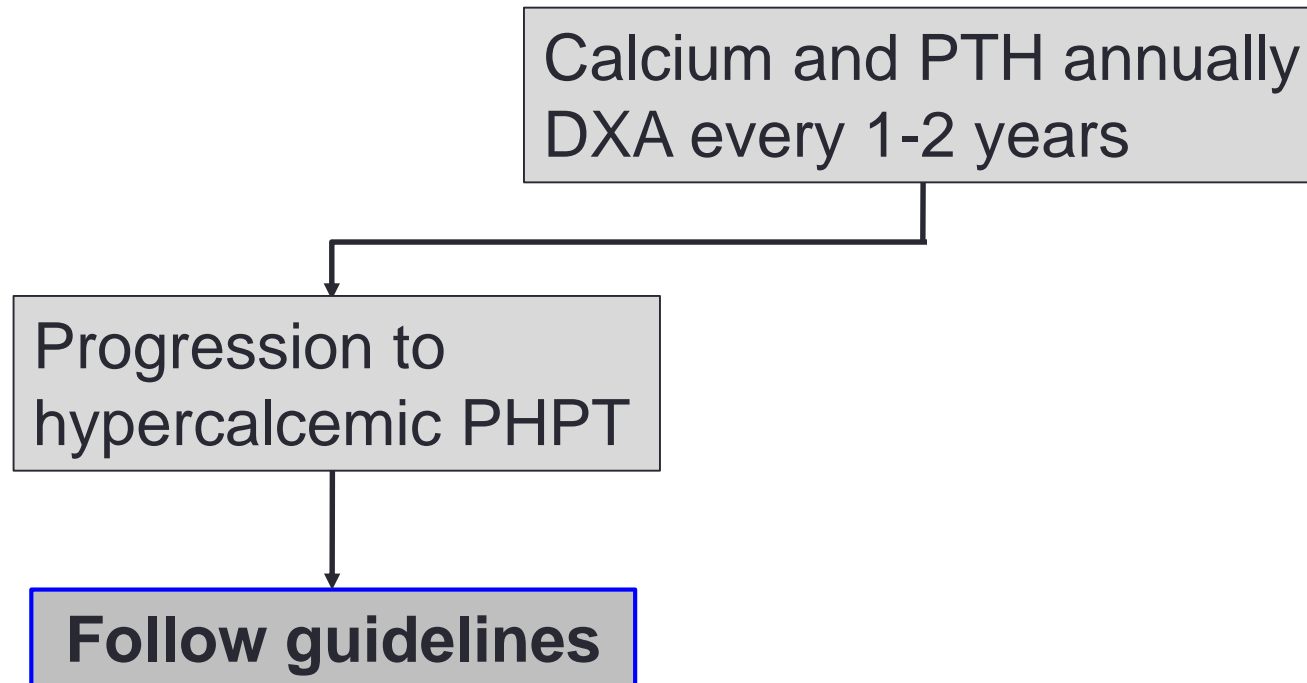 Calcium and PTH annually
DXA every 1-2 years
Progression to
hypercalcemic PHPT
Follow guidelines